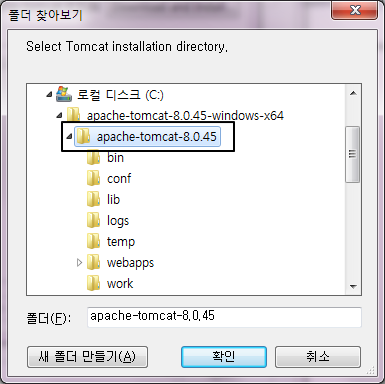 폴더 찾아보기
Select Tomcat installation directory.
로컬 디스크 (C:)
apache-tomcat-8.0.45-windows-x64
apache-tomcat-8.0.45
bin
conf
lib
logs
temp
webapps
work
폴더(F): apache-tomcat-8.0.45
새 폴더 만들기(A) 확인 취소